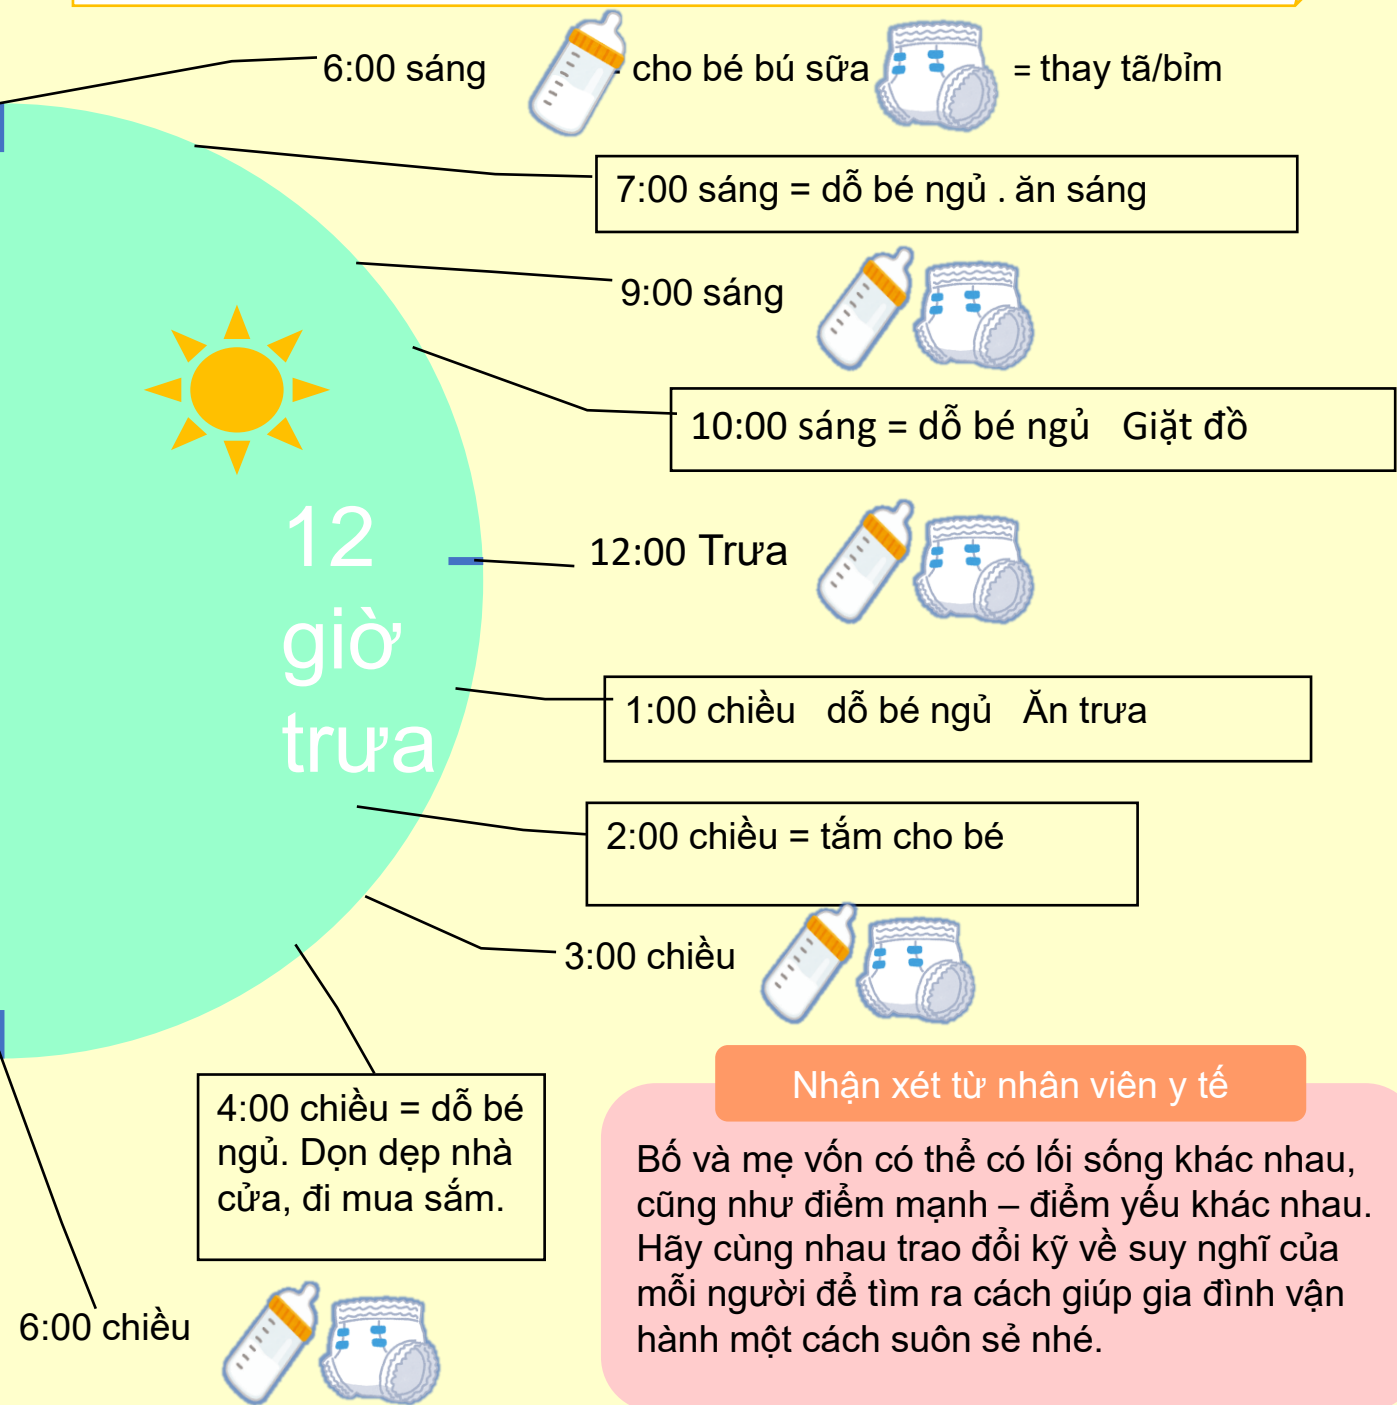 6:00 sáng
cho bé bú sữa
= thay tã/bỉm
7:00 sáng = dỗ bé ngủ . ăn sáng
9:00 sáng
10:00 sáng = dỗ bé ngủ Giặt đồ
12
giờ
trưa
12:00 Trưa
1:00 chiều dỗ bé ngủ Ăn trưa
2:00 chiều = tắm cho bé
3:00 chiều
4:00 chiều = dỗ bé
ngủ. Dọn dẹp nhà
cửa, đi mua sắm.
6:00 chiều
Nhận xét từ nhân viên y tế
Bố và mẹ vốn có thể có lối sống khác nhau,
cũng như điểm mạnh – điểm yếu khác nhau.
Hãy cùng nhau trao đổi kỹ về suy nghĩ của
mỗi người để tìm ra cách giúp gia đình vận
hành một cách suôn sẻ nhé.